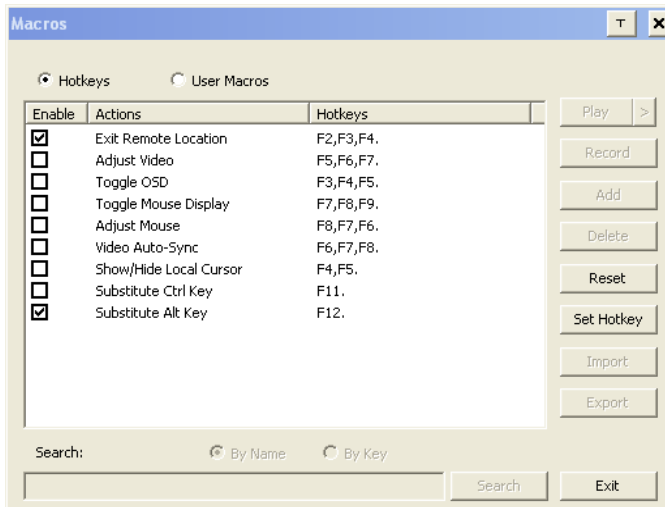 Macros
T X
Hotkeys User Macros
Enable Actions Hotkeys
Exit Remote Location F2,F3,F4.
Adjust Video F5,F6,F7.
Toggle OSD F3,F4,F5.
Toggle Mouse Display F7,F8,F9.
Adjust Mouse F8,F7,F6.
Video Auto-Sync F6,F7,F8.
Show/Hide Local Cursor F4,F5.
Substitute Ctrl Key F11.
Substitute Alt Key F12.
Play >
Record
Add
Delete
Reset
Set Hotkey
Import
Export
Search: By Name By Key
Search Exit